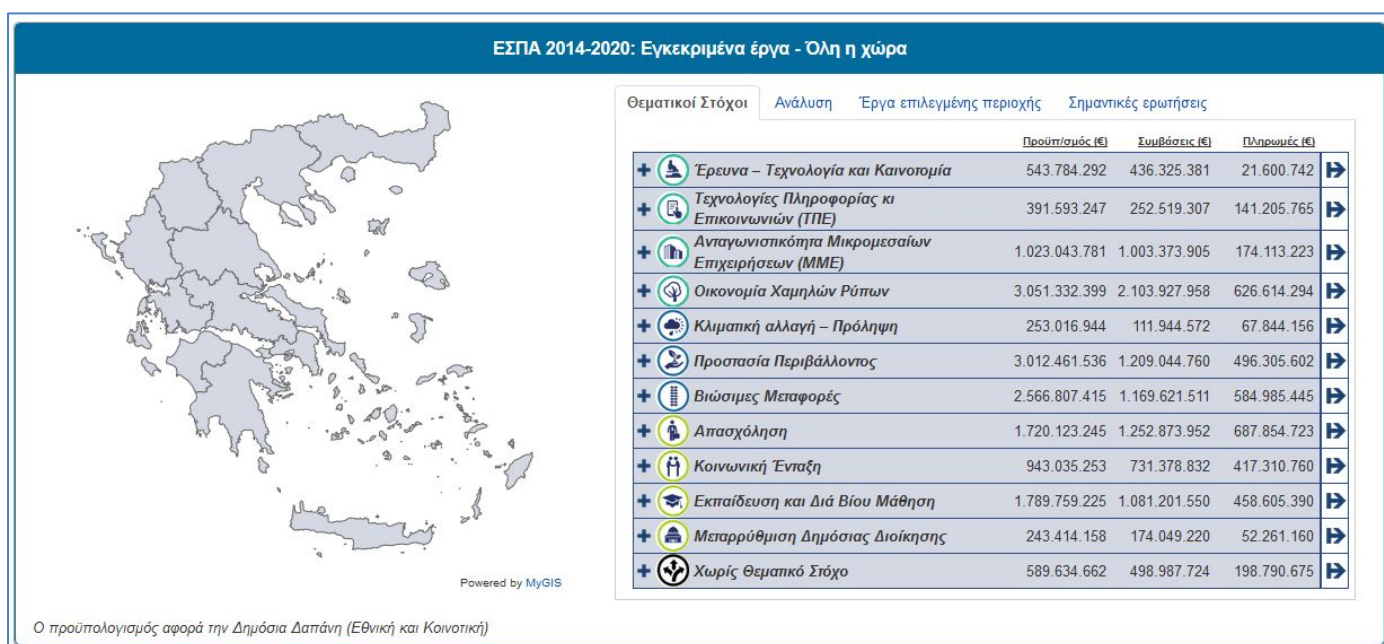 ΕΣΠΑ 2014-2020: Εγκεκριμένα έργα - Όλη η χώρα
Θεματικοί Στόχοι Ανάλυση Έργα επιλεγμένης περιοχής Σημαντικές ερωτήσεις
Προϋπ/σμός (€) Συμβάσεις (€) Πληρωμές (€)
Έρευνα – Τεχνολογία και Καινοτομία 543.784.292 436.325.381 21.600.742
Τεχνολογίες Πληροφορίας κι
Επικοινωνιών (ΤΠΕ) 391.593.247 252.519.307 141.205.765
Ανταγωνιστικότητα Μικρομεσαίων
Επιχειρήσεων (ΜΜΕ) 1.023.043.781 1.003.373.905 174.113.223
Οικονομία Χαμηλών Ρύπων 3.051.332.399 2.103.927.958 626.614.294
Κλιματική αλλαγή – Πρόληψη 253.016.944 111.944.572 67.844.156
Προστασία Περιβάλλοντος 3.012.461.536 1.209.044.760 496.305.602
Βιώσιμες Μεταφορές 2.566.807.415 1.169.621.511 584.985.445
Απασχόληση 1.720.123.245 1.252.873.952 687.854.723
Κοινωνική Ένταξη 943.035.253 731.378.832 417.310.760
Εκπαίδευση και Διά Βίου Μάθηση 1.789.759.225 1.081.201.550 458.605.390
Μεταρρύθμιση Δημόσιας Διοίκησης 243.414.158 174.049.220 52.261.160
Χωρίς Θεματικό Στόχο 589.634.662 498.987.724 198.790.675
Powered by MyGIS
Ο προϋπολογισμός αφορά την Δημόσια Δαπάνη (Εθνική και Κοινοτική)